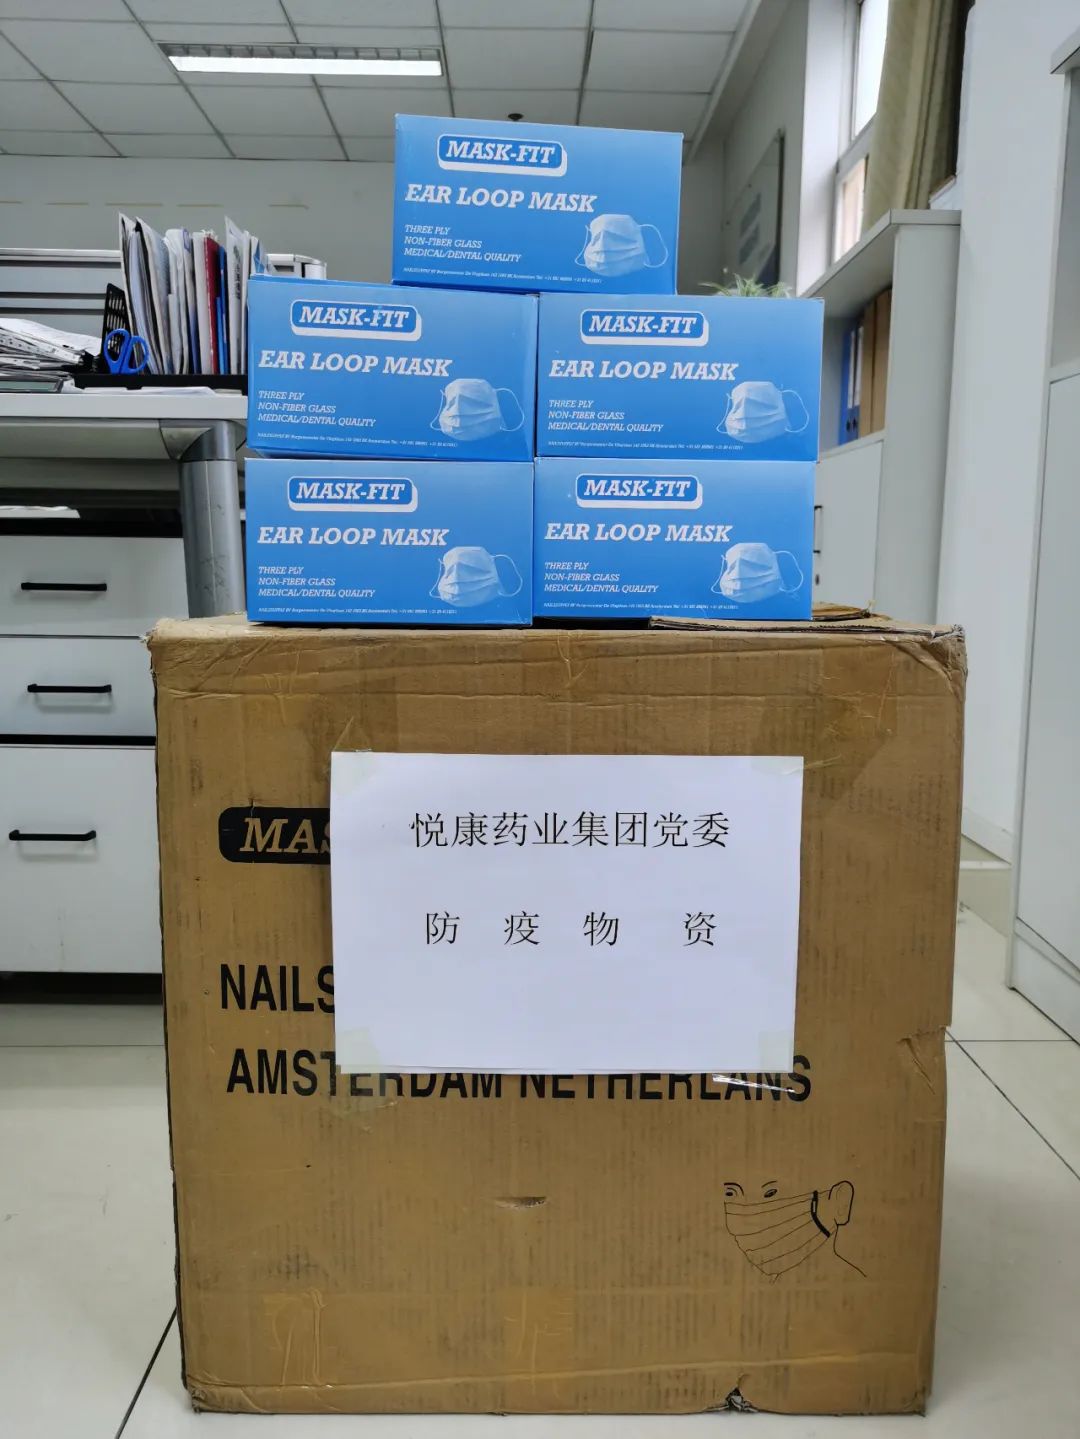 MASK-FIT
EAR LOOP MASK
THREE PLY
NON-FIBER GLASS
MEDICAL/DENTAL QUALITY
MASK-FIT
EAR LOOP MASK
THREE PLY
NON-FIBER GLASS
MEDICAL/DENTAL QUALITY
MASK-FIT
EAR LOOP MASK
THREE PLY
NON-FIBER GLASS
MEDICAL/DENTAL QUALITY
MASK-FIT
EAR LOOP MASK
THREE PLY
NON-FIBER GLASS
MEDICAL/DENTAL QUALITY
MASK-FIT
EAR LOOP MASK
THREE PLY
NON-FIBER GLASS
MEDICAL/DENTAL QUALITY
悦康药业集团党委
防 疫 物 资
MAS
NAILS
AMSTERDAM NETHERLANS